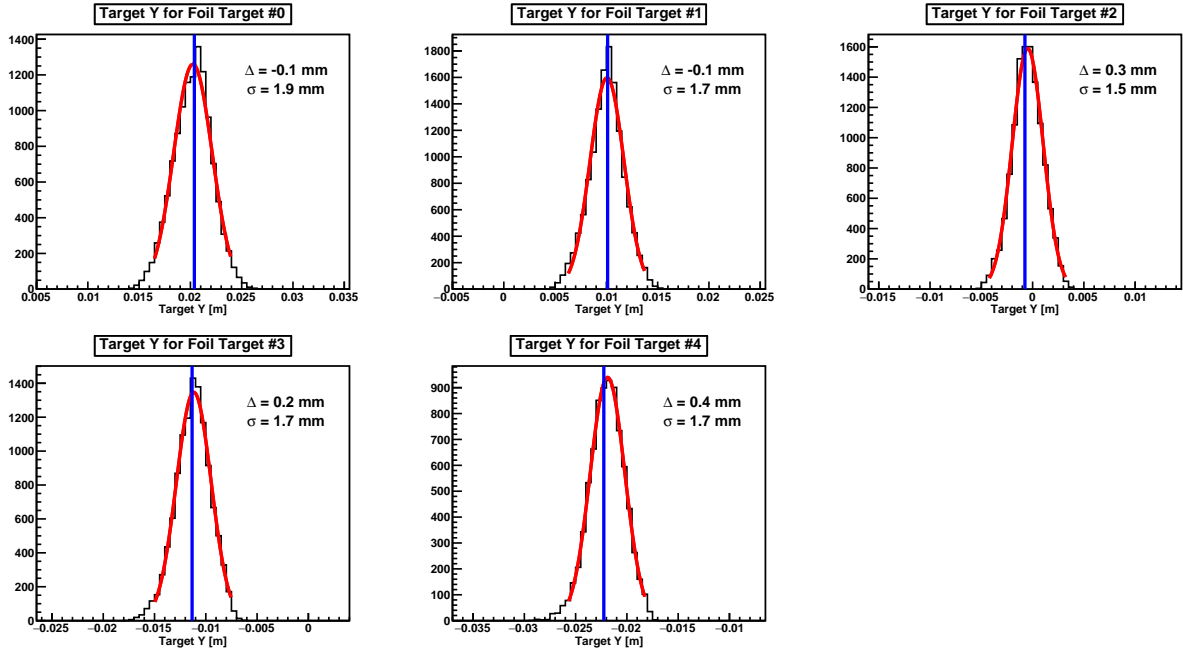 Target Y for Foil Target #0
1400
1200
1000
800
600
400
200
0
Δ = -0.1 mm
σ = 1.9 mm
0.005 0.01 0.015 0.02 0.025 0.03 0.035
Target Y [m]
Target Y for Foil Target #1
1800
1600
1400
1200
1000
800
600
400
200
0
Δ = -0.1 mm
σ = 1.7 mm
−0.005 0 0.005 0.01 0.015 0.02 0.025
Target Y [m]
Target Y for Foil Target #2
1600
1400
1200
1000
800
600
400
200
0
Δ = 0.3 mm
σ = 1.5 mm
−0.015 −0.01 −0.005 0 0.005 0.01
Target Y [m]
Target Y for Foil Target #3
1400
1200
1000
800
600
400
200
0
Δ = 0.2 mm
σ = 1.7 mm
−0.025 −0.02 −0.015 −0.01 −0.005 0
Target Y [m]
Target Y for Foil Target #4
900
800
700
600
500
400
300
200
100
0
Δ = 0.4 mm
σ = 1.7 mm
−0.035 −0.03 −0.025 −0.02 −0.015 −0.01
Target Y [m]